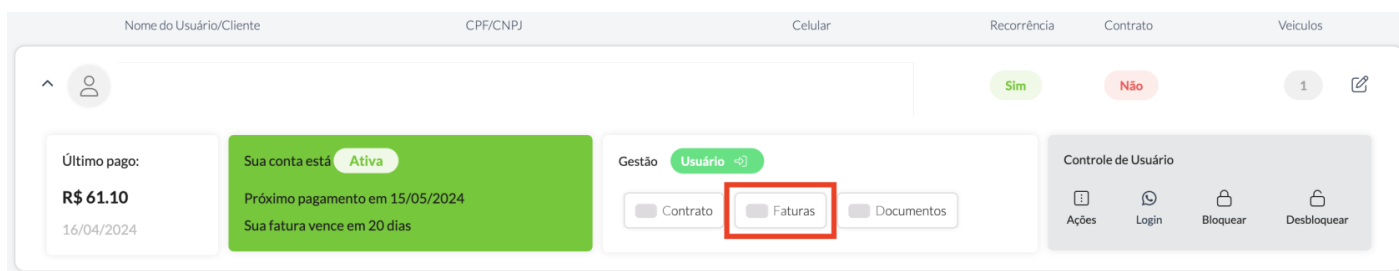 Nome do Usuário/Cliente CPF/CNPJ Celular Recorrência Contrato Veiculos
Sim Não 1
Último pago:
R$ 61.10
16/04/2024
Sua conta está Ativa
Próximo pagamento em 15/05/2024
Sua fatura vence em 20 dias
Gestão Usuário
Contrato Faturas Documentos
Controle de Usuário
Ações Login Bloquear Desbloquear